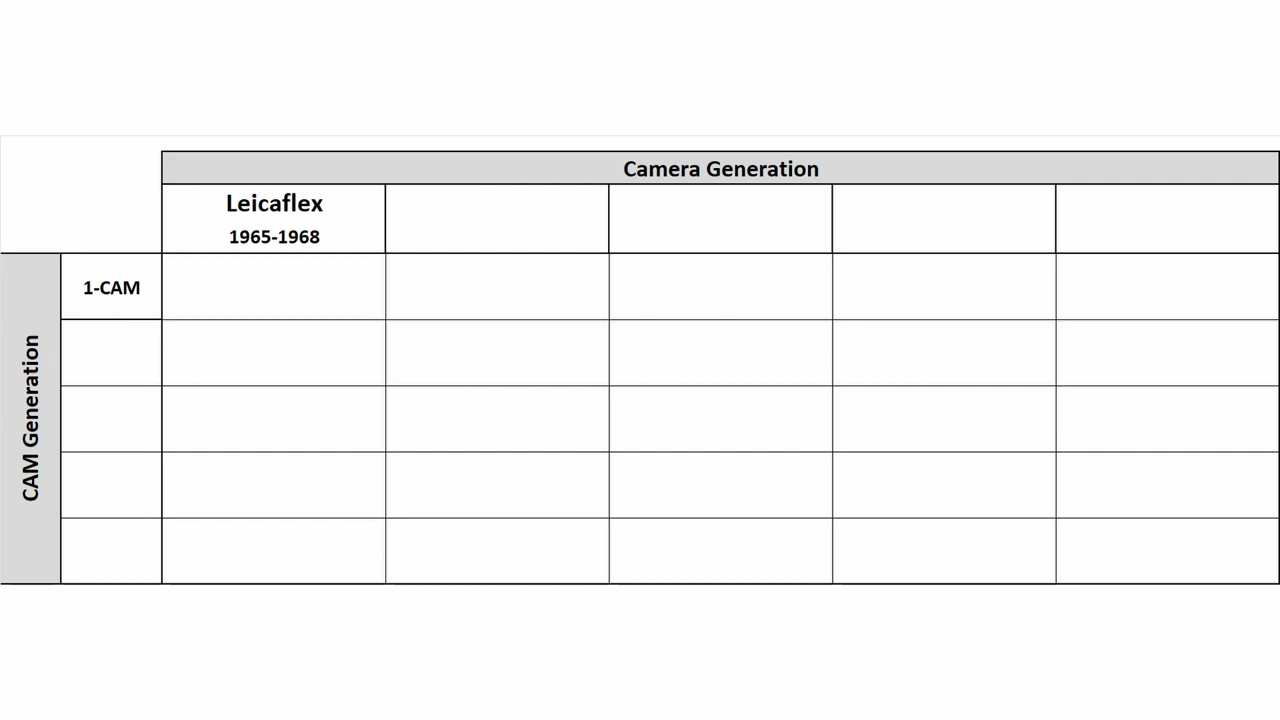 Camera Generation
Leicaflex
1965-1968
1-CAM
CAM Generation